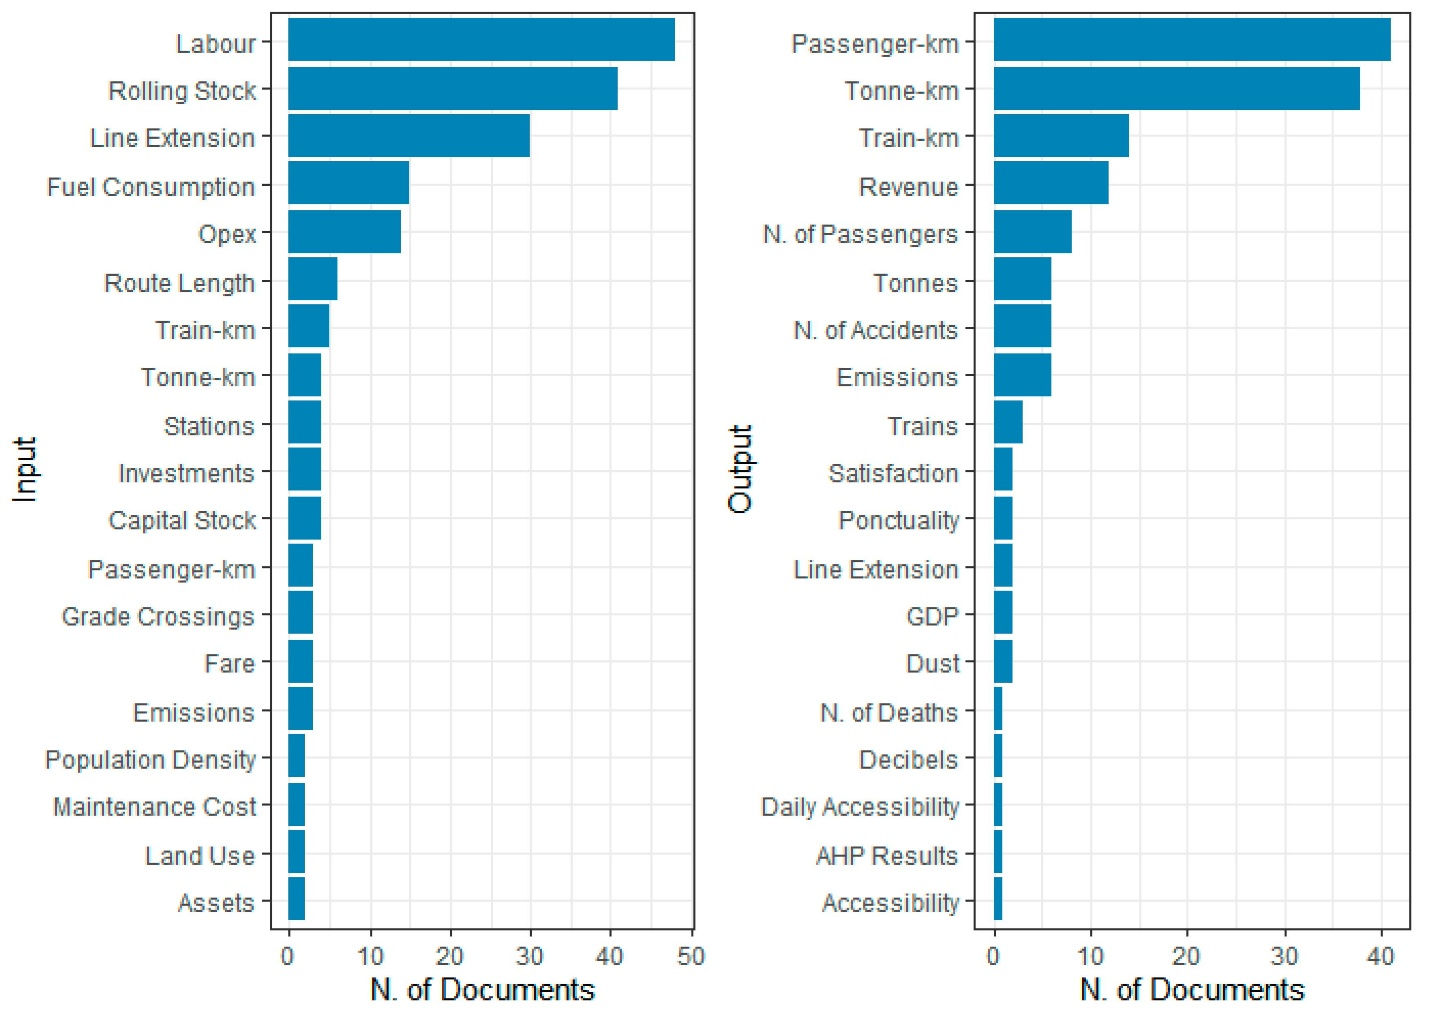 Input
Labour
Rolling Stock
Line Extension
Fuel Consumption
Opex
Route Length
Train-km
Tonne-km
Stations
Investments
Capital Stock
Passenger-km
Grade Crossings
Fare
Emissions
Population Density
Maintenance Cost
Land Use
Assets
0 10 20 30 40 50
N. of Documents
Output
Passenger-km
Tonne-km
Train-km
Revenue
N. of Passengers
Tonnes
N. of Accidents
Emissions
Trains
Satisfaction
Ponctuality
Line Extension
GDP
Dust
N. of Deaths
Decibels
Daily Accessibility
AHP Results
Accessibility
0 10 20 30 40
N. of Documents